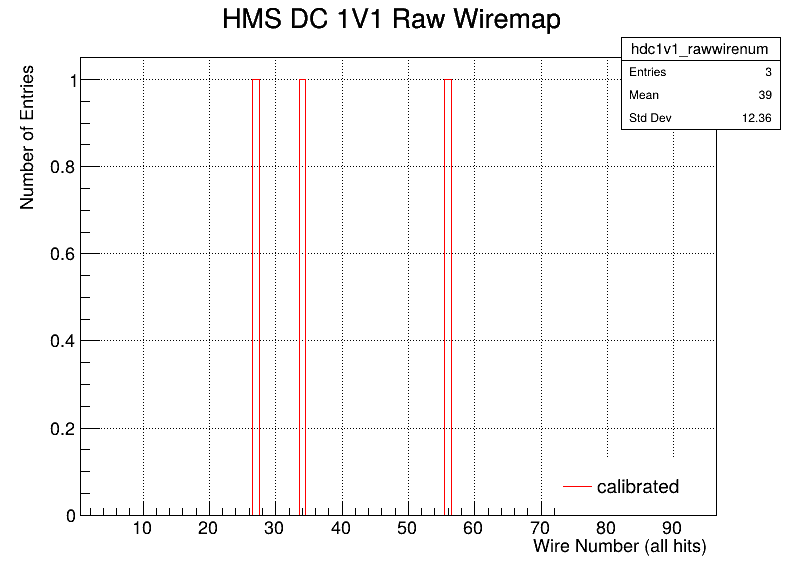 HMS DC 1V1 Raw Wiremap
hdc1v1_rawwirenum
Entries 3
Mean 39
Std Dev 12.36
Number of Entries
1
0.8
0.6
0.4
0.2
0
10 20 30 40 50 60 70 80 90
Wire Number (all hits)
calibrated